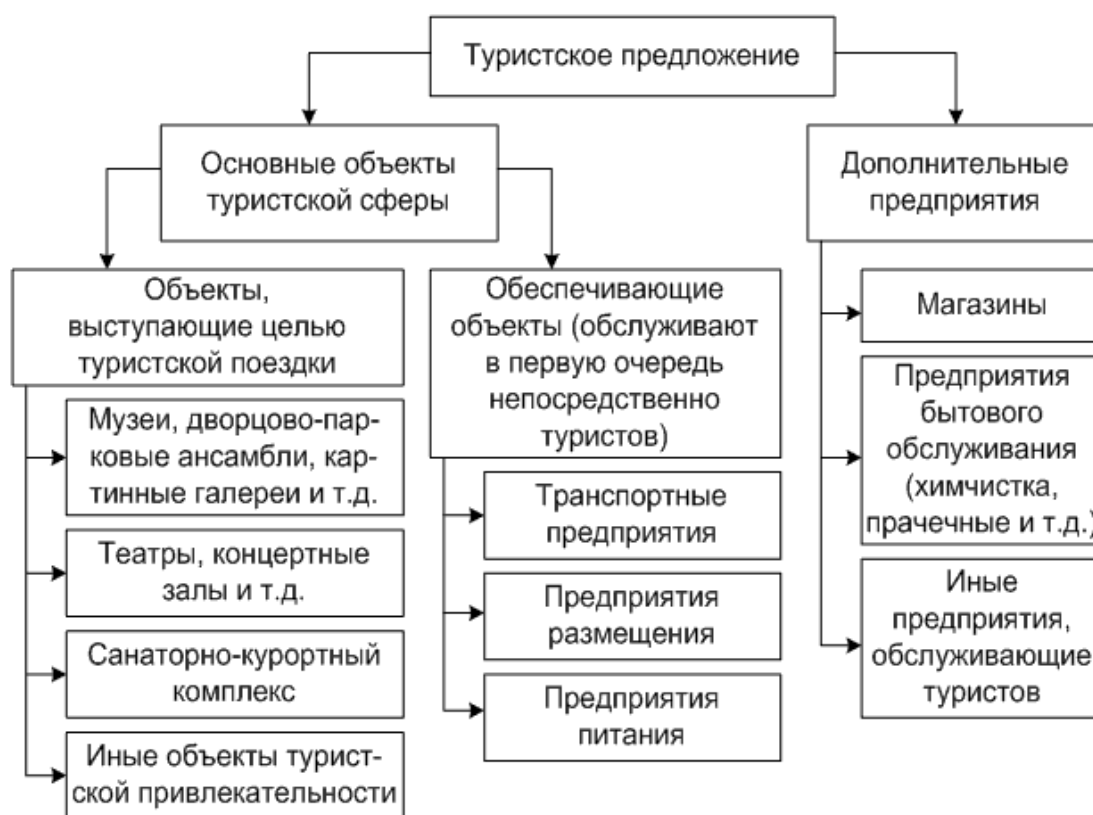 Туристское предложение
Основные объекты
туристской сферы
Дополнительные
предприятия
Объекты,
выступающие целью
туристской поездки
Музеи, дворцово-пар-
ковые ансамбли, кар-
тинные галереи и т.д.
Театры, концертные
залы и т.д.
Санаторно-курортный
комплекс
Иные объекты турист-
ской привлекательности
Обеспечивающие
объекты (обслуживают
в первую очередь
непосредственно
туристов)
Транспортные
предприятия
Предприятия
размещения
Предприятия
питания
Магазины
Предприятия
бытового
обслуживания
(химчистка,
прачечные и т.д.)
Иные
предприятия,
обслуживающие
туристов